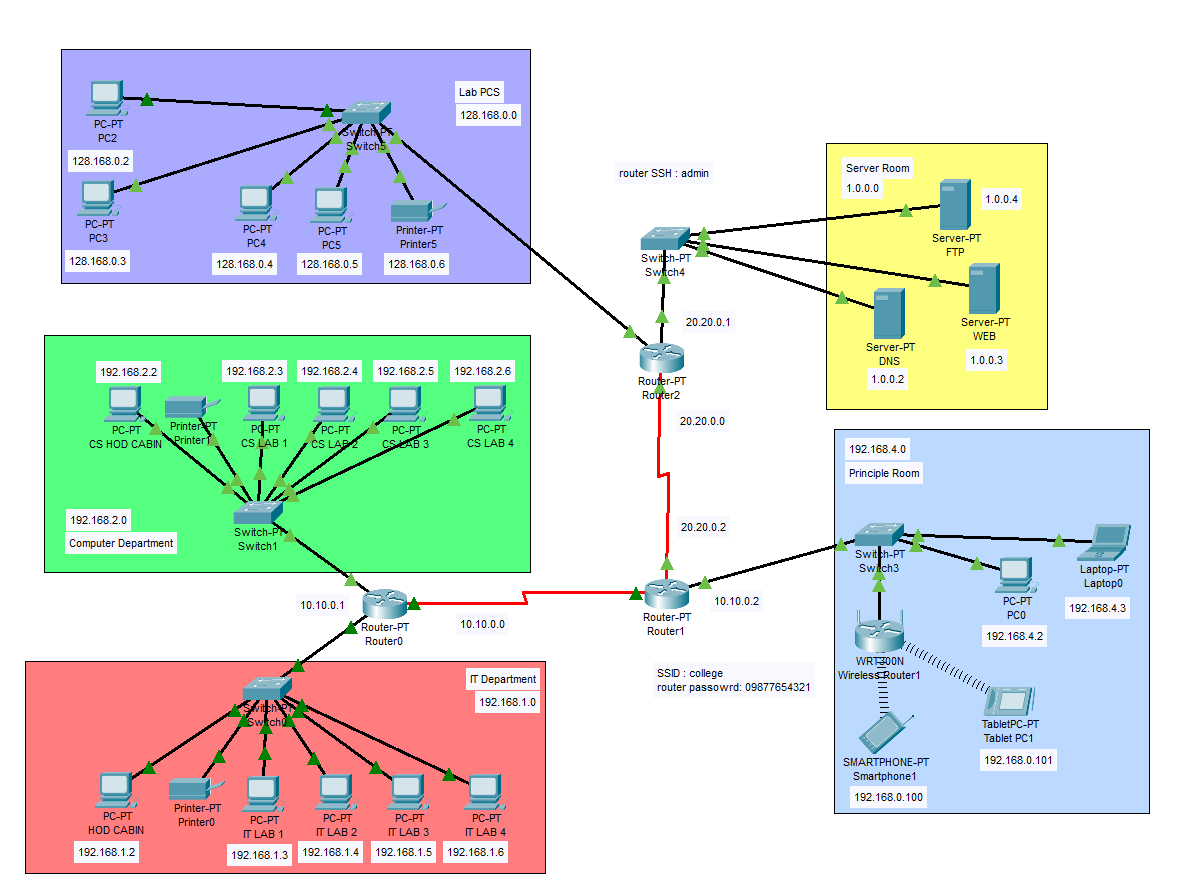 Lab PCS
128.168.0.0
PC-PT
PC2
128.168.0.2
PC-PT
PC3
128.168.0.3
Switch-PT
Switch5
PC-PT
PC4
128.168.0.4
PC-PT
PC5
128.168.0.5
Printer-PT
Printer5
128.168.0.6
router SSH : admin
Server Room
1.0.0.0
Server-PT
FTP
1.0.0.4
Switch-PT
Switch4
Server-PT
WEB
1.0.0.3
Server-PT
DNS
1.0.0.2
20.20.0.1
Router-PT
Router2
20.20.0.0
20.20.0.2
192.168.2.2
PC-PT
CS HOD CABIN
Printer-PT
Printer1
192.168.2.3
PC-PT
CS LAB 1
192.168.2.4
PC-PT
CS LAB 2
192.168.2.5
PC-PT
CS LAB 3
192.168.2.6
PC-PT
CS LAB 4
192.168.2.0
Computer Department
Switch-PT
Switch1
10.10.0.1
Router-PT
Router0
10.10.0.0
Router-PT
Router1
10.10.0.2
SSID : college
router passowrd: 09877654321
192.168.4.0
Principle Room
Switch-PT
Switch3
Laptop-PT
Laptop0
192.168.4.3
PC-PT
PC0
192.168.4.2
WRT300N
Wireless Router1
TabletPC-PT
Tablet PC1
192.168.0.101
SMARTPHONE-PT
Smartphone1
192.168.0.100
IT Department
192.168.1.0
Switch-PT
Switch0
PC-PT
HOD CABIN
192.168.1.2
Printer-PT
Printer0
PC-PT
IT LAB 1
192.168.1.3
PC-PT
IT LAB 2
192.168.1.4
PC-PT
IT LAB 3
192.168.1.5
PC-PT
IT LAB 4
192.168.1.6